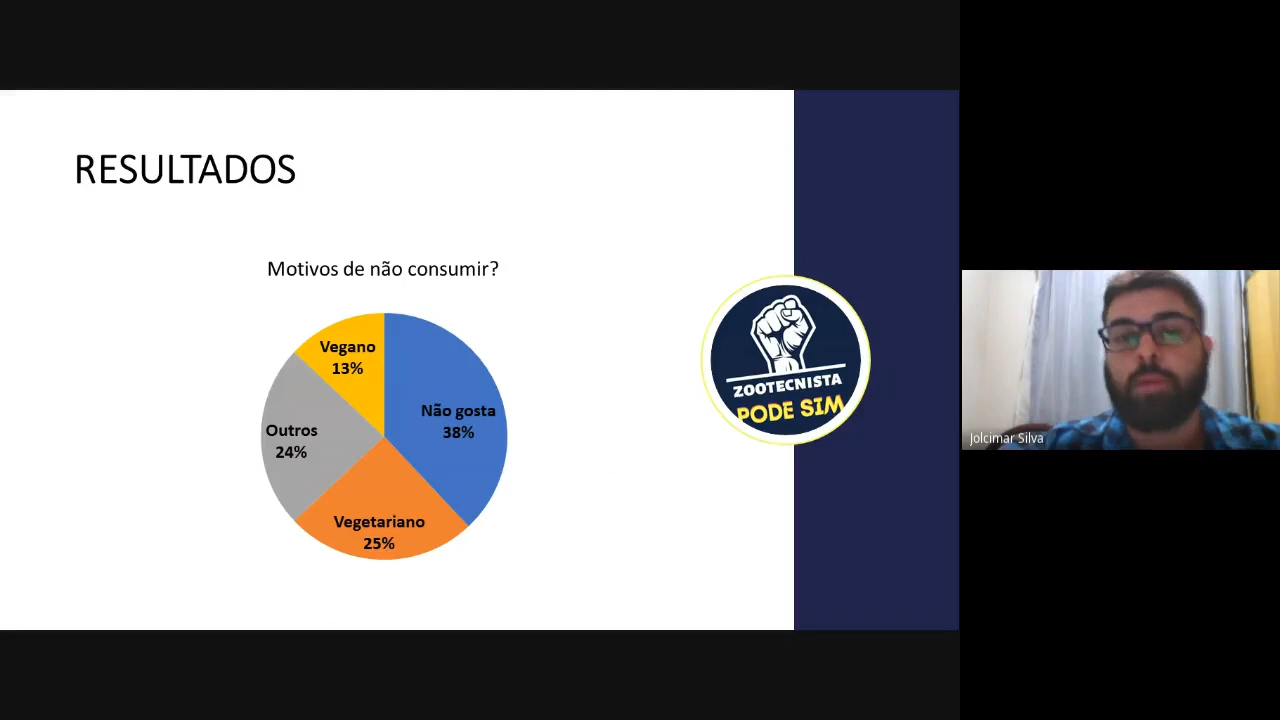 RESULTADOS
Motivos de não consumir?
Vegano
13%
Não gosta
38%
Outros
24%
Vegetariano
25%
ZOOTECNISTA
PODE SIM
Jolcimar Silva